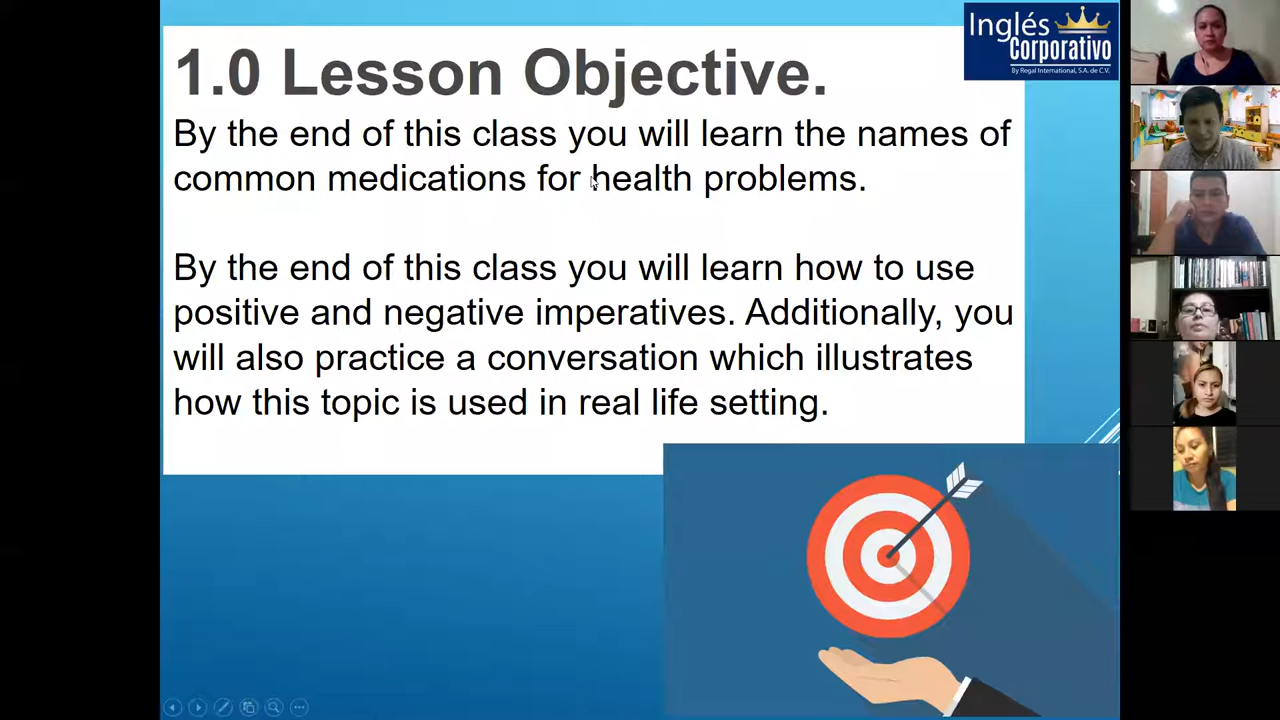 Inglés
Corporativo
By Regal International, S.A. de C.V.
1.0 Lesson Objective.
By the end of this class you will learn the names of
common medications for health problems.
By the end of this class you will learn how to use
positive and negative imperatives. Additionally, you
will also practice a conversation which illustrates
how this topic is used in real life setting.